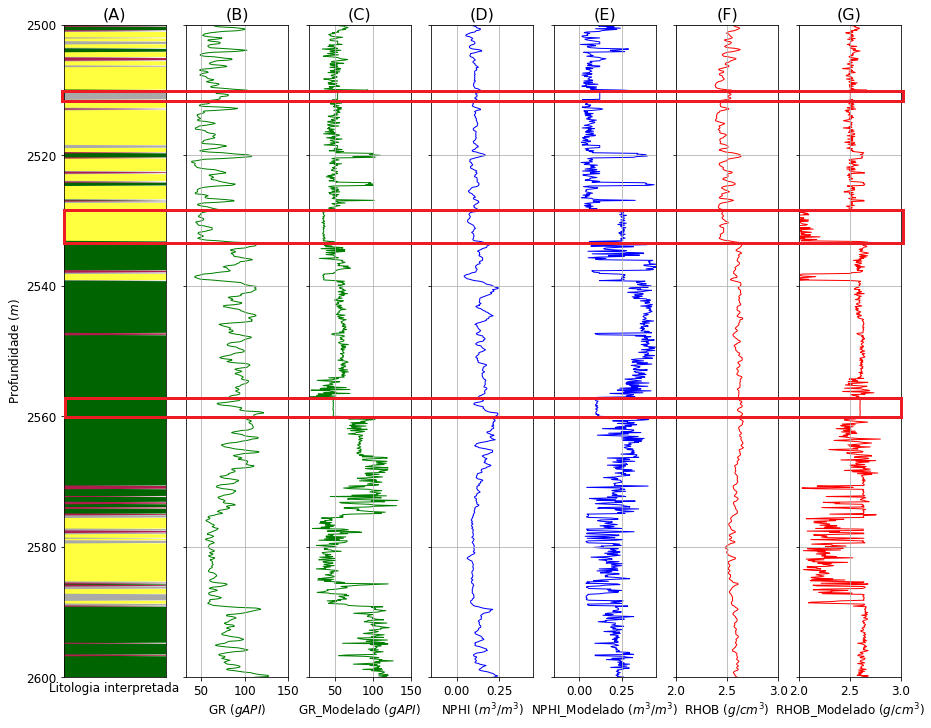 (A) (B) (C) (D) (E) (F) (G)
2500
2520
2540
2560
2580
2600
Profundidade (m)
50 100 150 50 100 150 0.00 0.25 0.00 0.25 2.0 2.5 3.0 2.0 2.5 3.0
Litologia interpretada
GR (gAPI) GR_Modelado (gAPI) NPHI (m³/m³) NPHI_Modelado (m³/m³) RHOB (g/cm³) RHOB_Modelado (g/cm³)